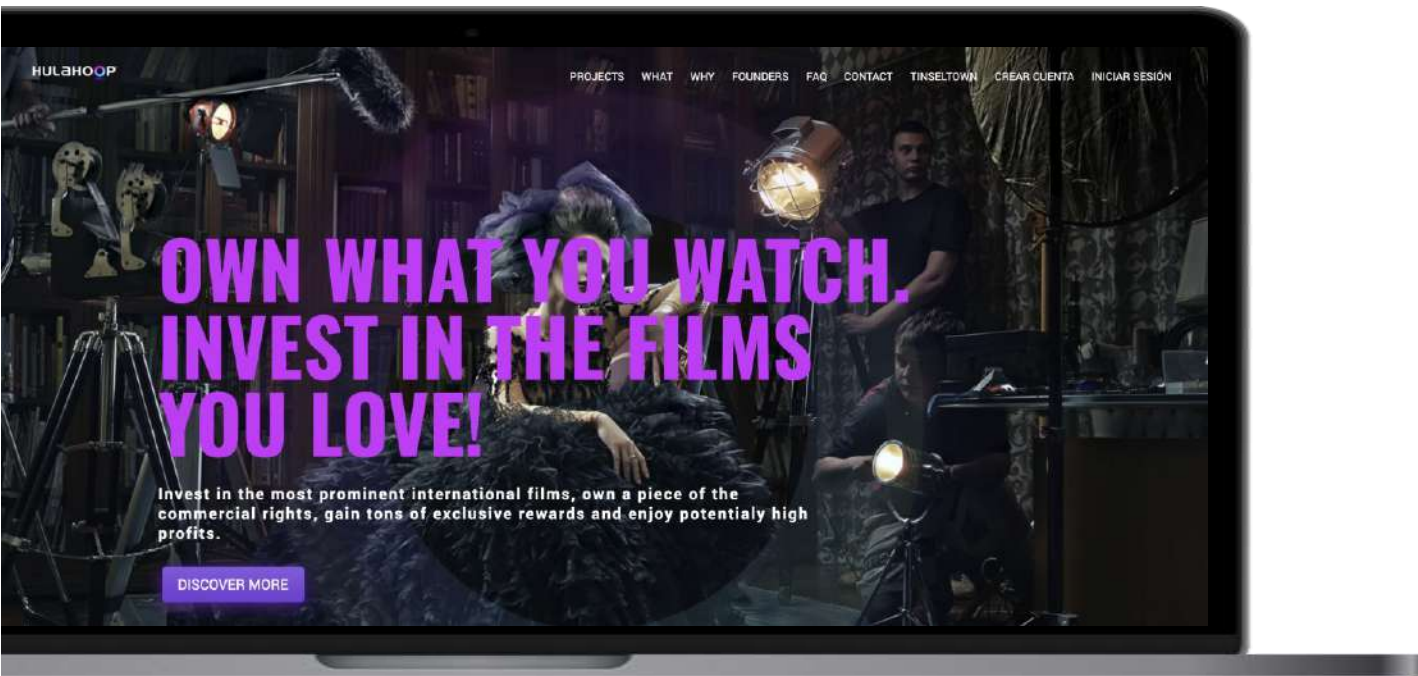 HULaHOOP
PROJECTS WHAT WHY FOUNDERS FAQ CONTACT TINSELTOWN CREAR CUENTA INICIAR SESIÓN
OWN WHAT YOU WATCH.
INVEST IN THE FILMS
YOU LOVE!
Invest in the most prominent international films, own a piece of the
commercial rights, gain tons of exclusive rewards and enjoy potentialy high
profits.
DISCOVER MORE